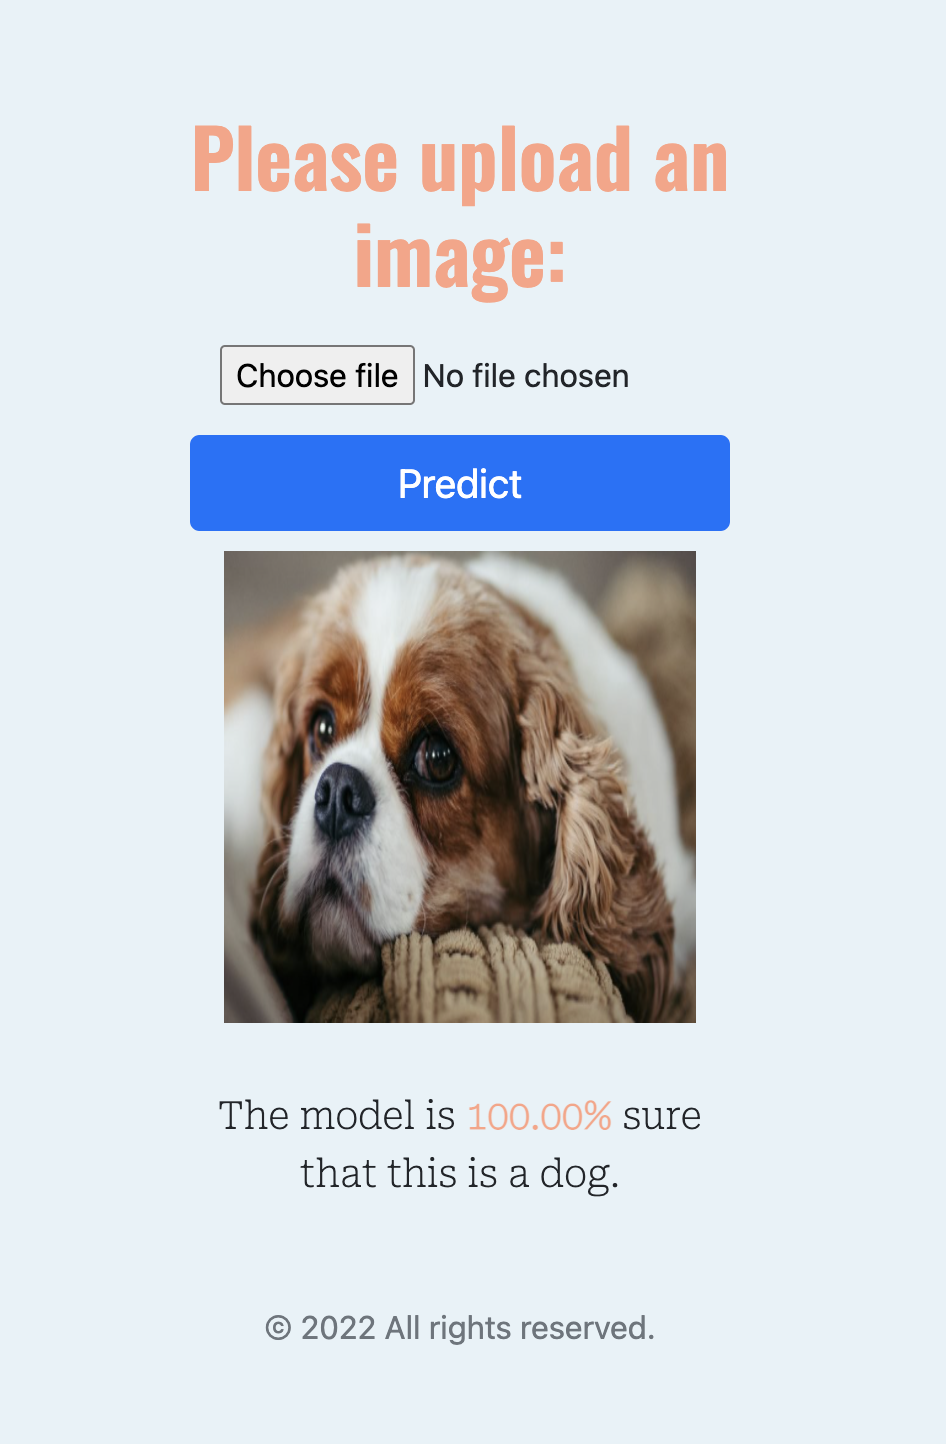 Please upload an
image:
Choose file No file chosen
Predict
The model is 100.00% sure
that this is a dog.
© 2022 All rights reserved.